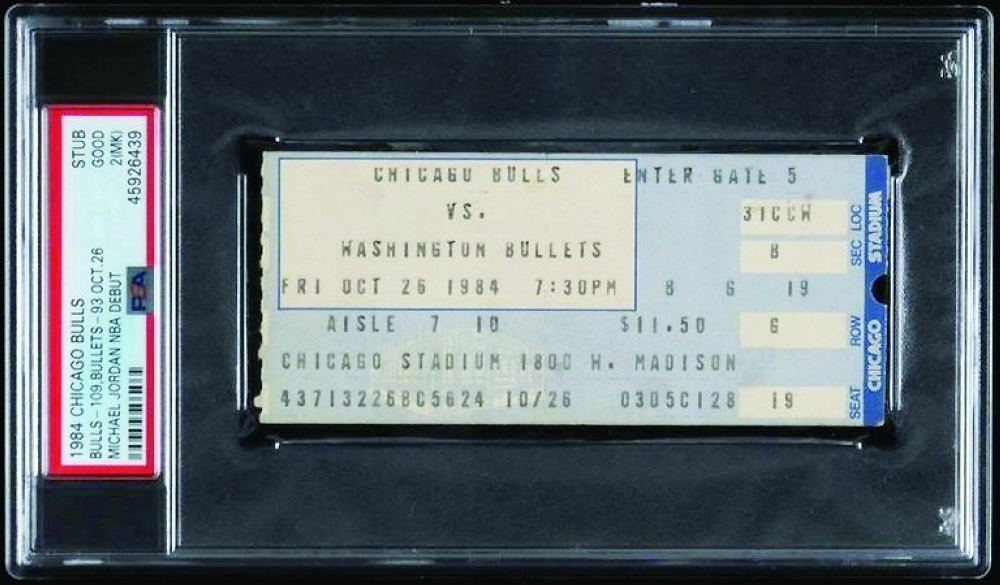 1984 CHICAGO BULLS
BULLS-109,BULLETS-93 OCT.26
MICHAEL JORDAN NBA DEBUT
STUB
GOOD
2(MK)
45926439
PSA
CHICAGO BULLS ENTER GATE 5
VS. 31CCW
WASHINGTON BULLETS B
FRI OCT 26 1984 7:30PM B 6 19
AISLE 7 10 $11.50 6
CHICAGO STADIUM 1800 W. MADISON
437132268C5624 10/26 0305C128 19
SEC LOC
ROW
SEAT
CHICAGO STADIUM